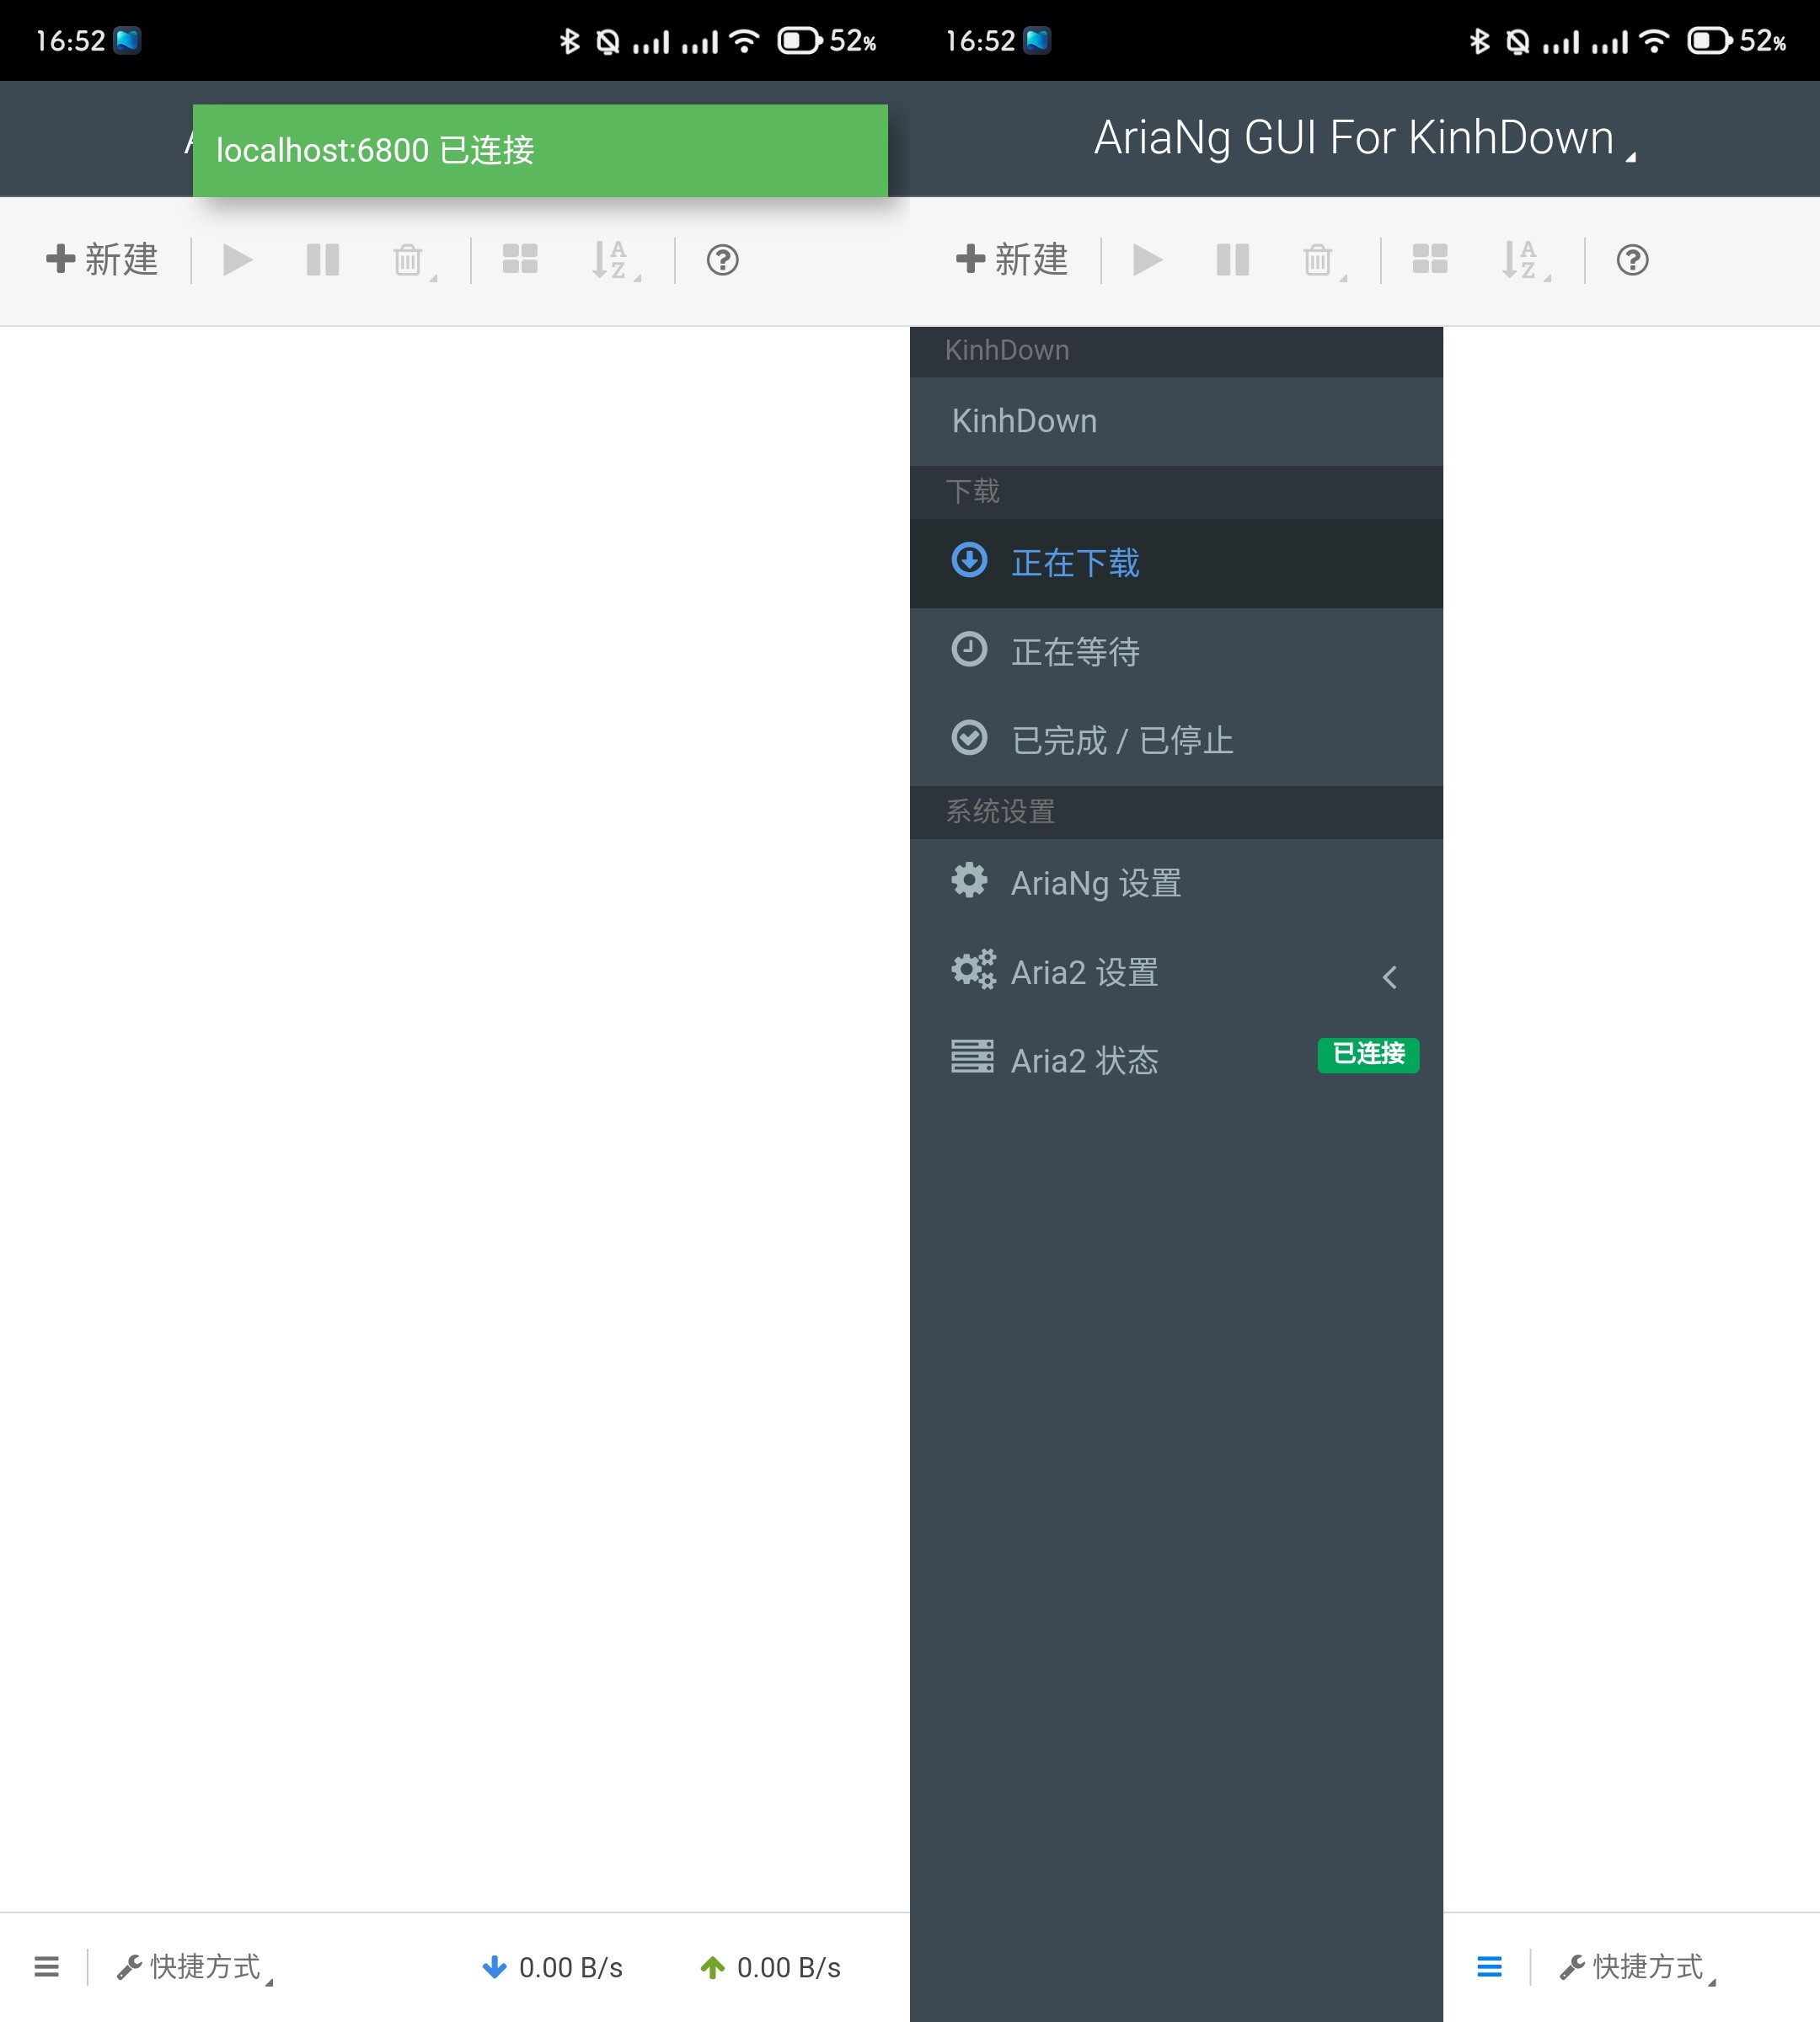 16:52
52%
A
localhost:6800 已连接
新建
快捷方式
0.00 B/s
0.00 B/s
16:52
52%
AriaNg GUI For KinhDown
新建
KinhDown
KinhDown
下载
正在下载
正在等待
已完成 / 已停止
系统设置
AriaNg 设置
Aria2 设置
Aria2 状态 已连接
快捷方式